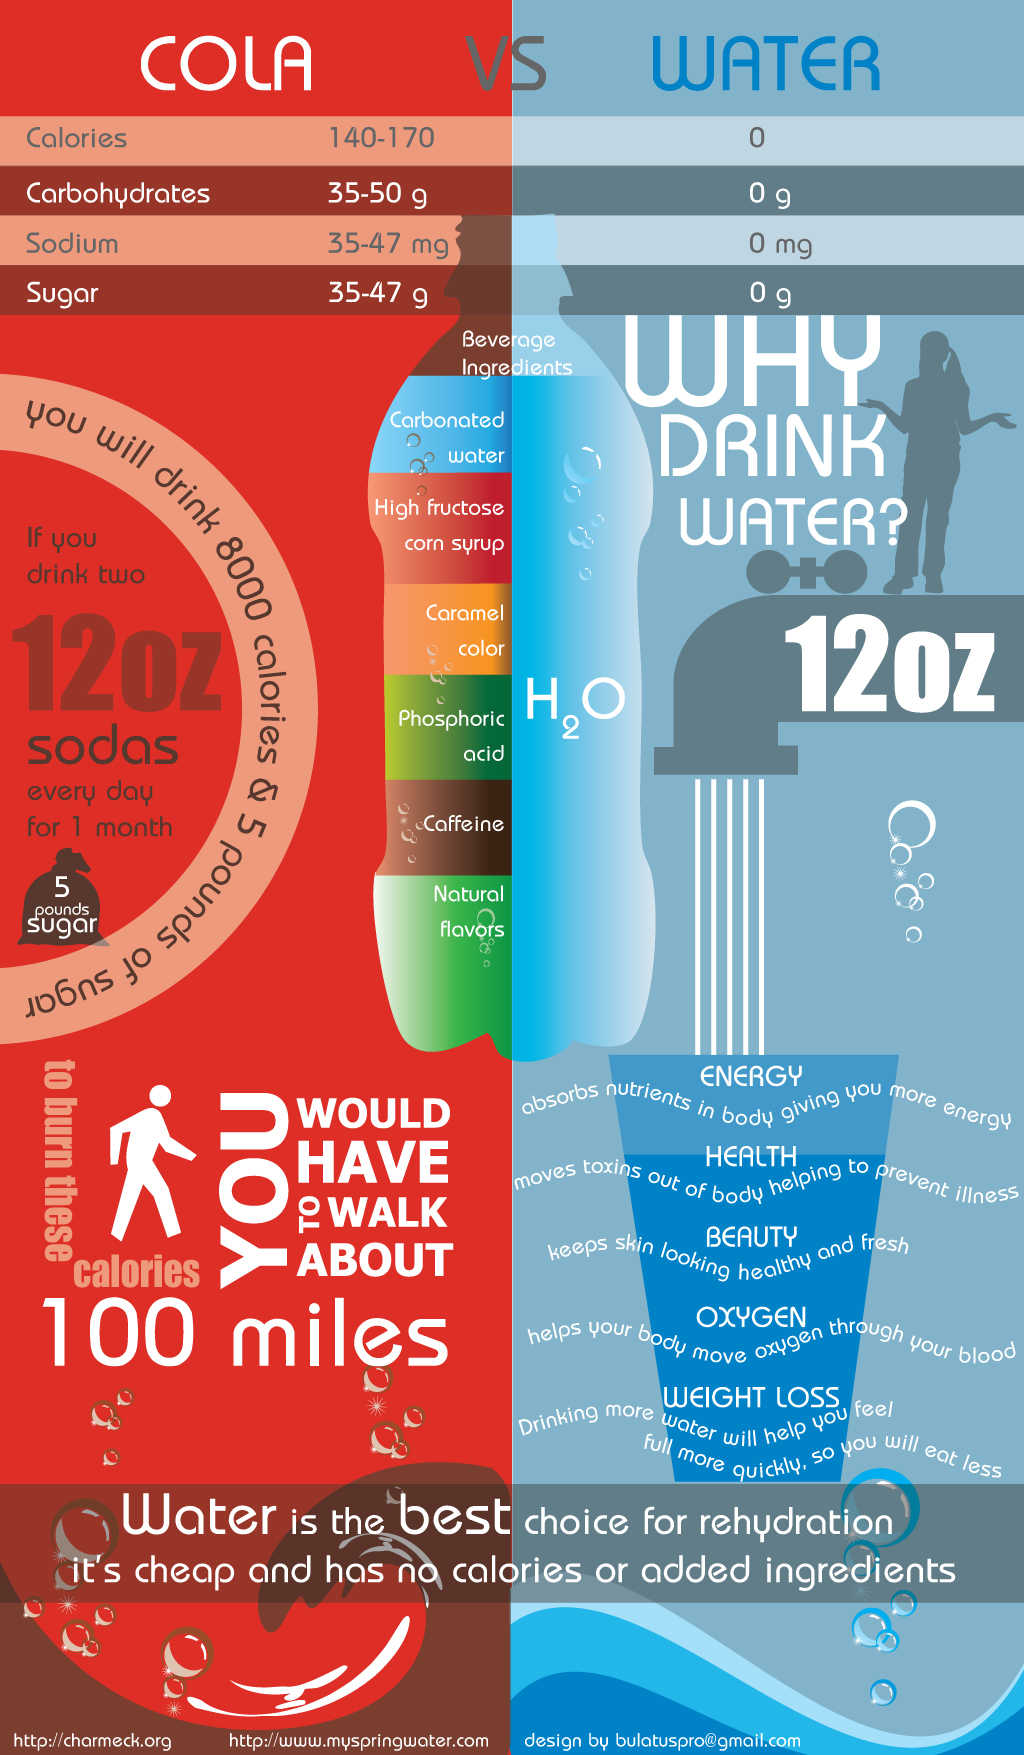 COLA VS WATER
Calories 140-170 0
Carbohydrates 35-50 g 0 g
Sodium 35-47 mg 0 mg
Sugar 35-47 g 0 g
Beverage
Ingredients
Carbonated
water
High fructose
corn syrup
Caramel
color
Phosphoric
acid
Caffeine
Natural
flavors
H2O
you will drink 8000 calories & 5 pounds of sugar
If you
drink two
12oz
sodas
every day
for 1 month
5
pounds
sugar
to burn these
calories
YOU
WOULD
HAVE
TO WALK
ABOUT
100 miles
WHY
DRINK
WATER?
12oz
ENERGY
absorbs nutrients in body giving you more energy
HEALTH
moves toxins out of body helping to prevent illness
BEAUTY
keeps skin looking healthy and fresh
OXYGEN
helps your body move oxygen through your blood
WEIGHT LOSS
Drinking more water will help you feel
full more quickly, so you will eat less
Water is the best choice for rehydration
it's cheap and has no calories or added ingredients
http://charmeck.org http://www.myspringwater.com design by bulatuspro@gmail.com